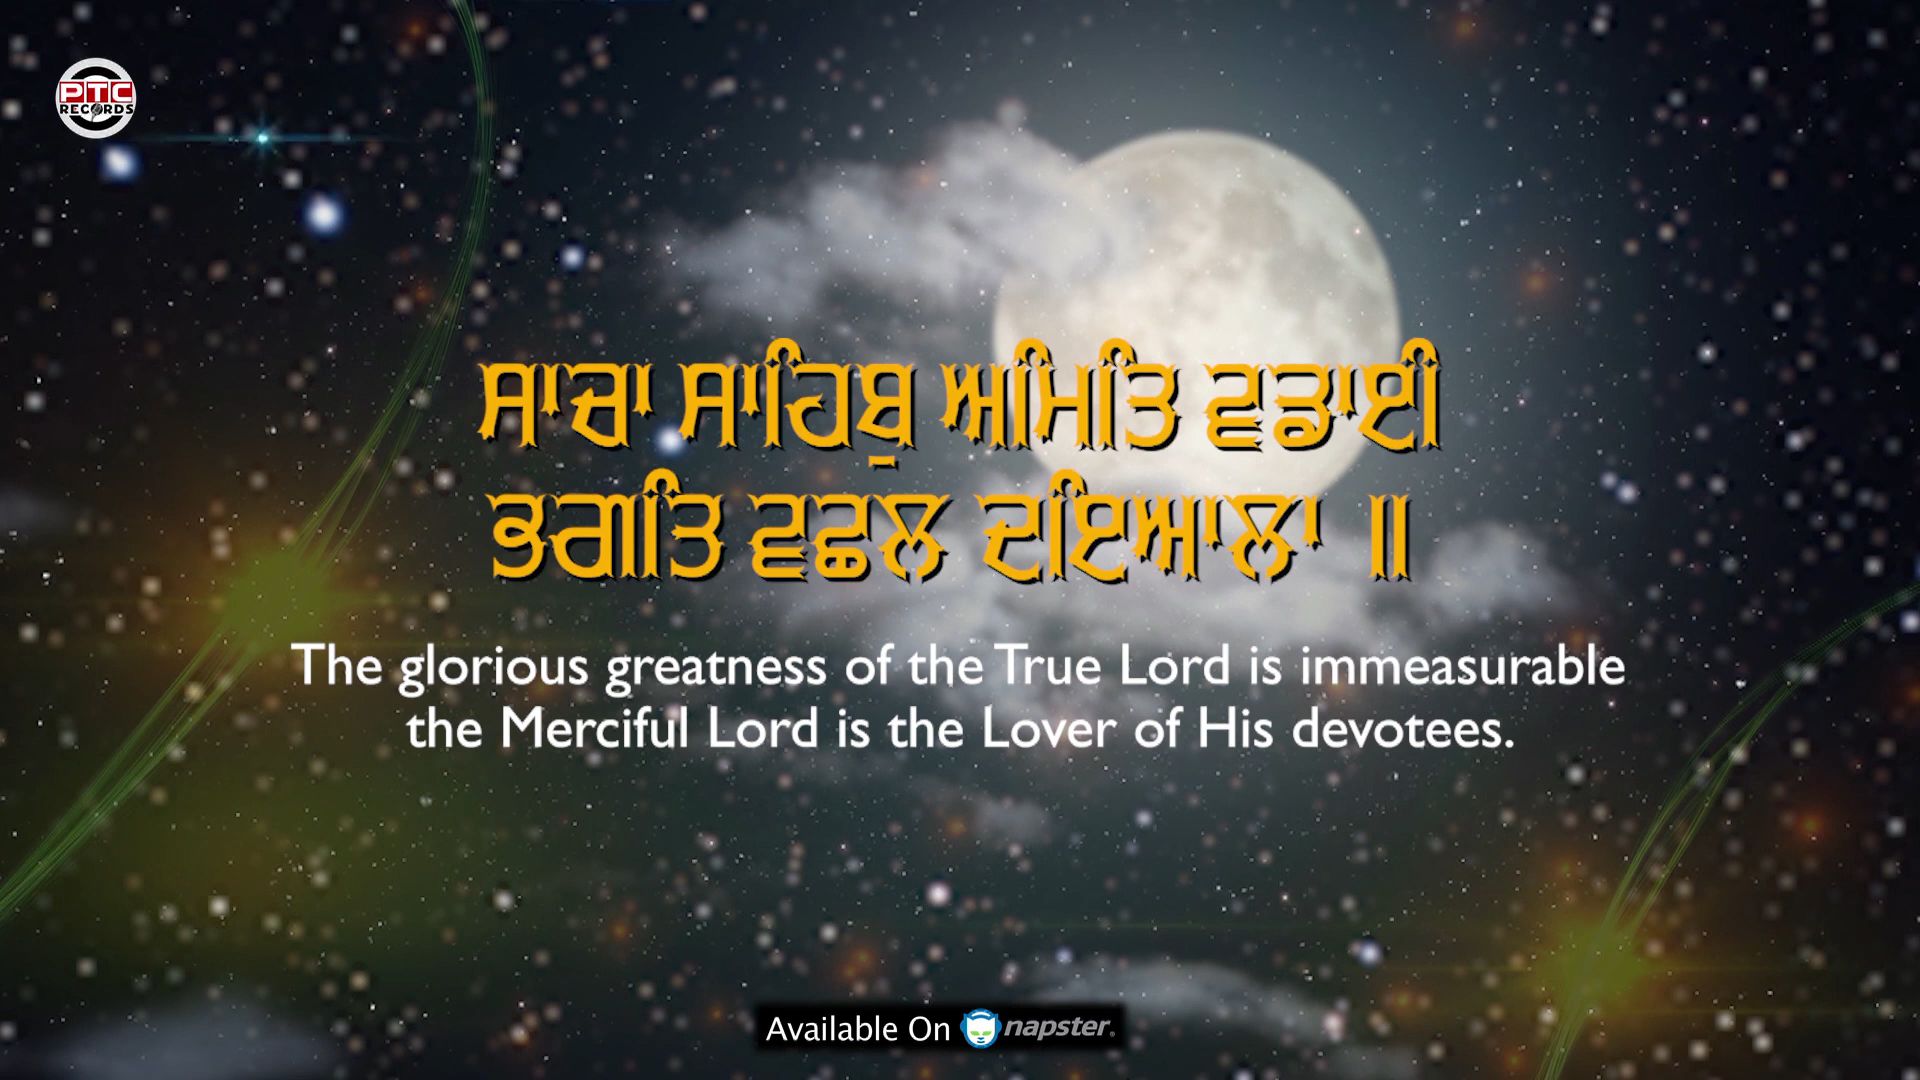 PTC
RECORDS
ਸਾਚਾ ਸਾਹਿਬੁ ਅਮਿਤਿ ਵਡਾਈ
ਭਗਤਿ ਵਛਲ ਦਇਆਲਾ ॥
The glorious greatness of the True Lord is immeasurable
the Merciful Lord is the Lover of His devotees.
Available On napster